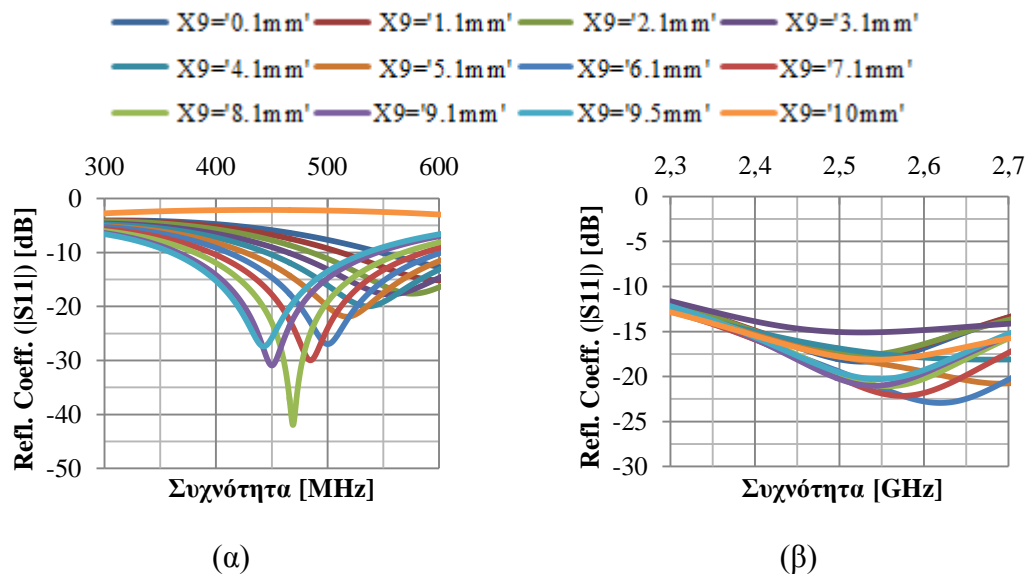 X9='0.1mm' X9='1.1mm' X9='2.1mm' X9='3.1mm'
X9='4.1mm' X9='5.1mm' X9='6.1mm' X9='7.1mm'
X9='8.1mm' X9='9.1mm' X9='9.5mm' X9='10mm'
300 400 500 600
0
-10
-20
-30
-40
-50
Refl. Coeff. (|S11|) [dB]
Συχνότητα [MHz]
(α)
2,3 2,4 2,5 2,6 2,7
0
-5
-10
-15
-20
-25
-30
Refl. Coeff. (|S11|) [dB]
Συχνότητα [GHz]
(β)